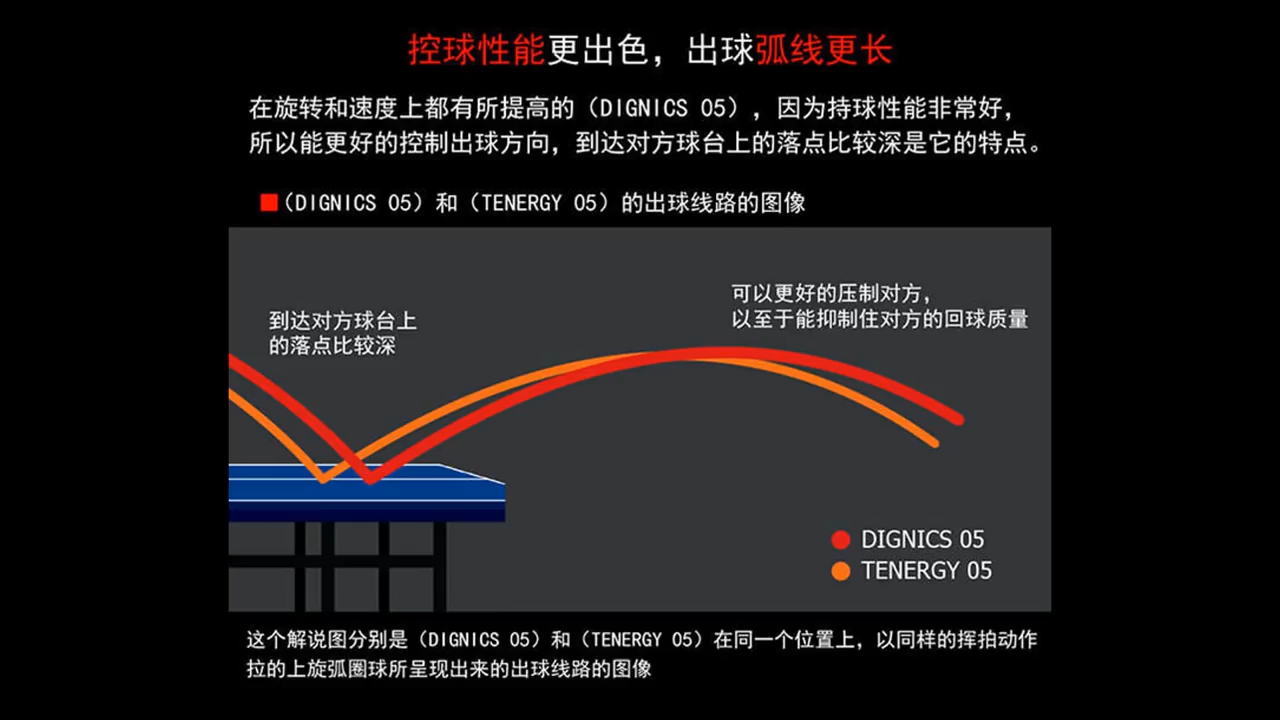 控球性能更出色，出球弧线更长
在旋转和速度上都有所提高的（DIGNICS 05），因为持球性能非常好，
所以能更好的控制出球方向，到达对方球台上的落点比较深是它的特点。
（DIGNICS 05）和（TENERGY 05）的出球线路的图像
到达对方球台上
的落点比较深
可以更好的压制对方，
以至于能抑制住对方的回球质量
DIGNICS 05
TENERGY 05
这个解说图分别是（DIGNICS 05）和（TENERGY 05）在同一个位置上，以同样的挥拍动作
拉的上旋弧圈球所呈现出来的出球线路的图像